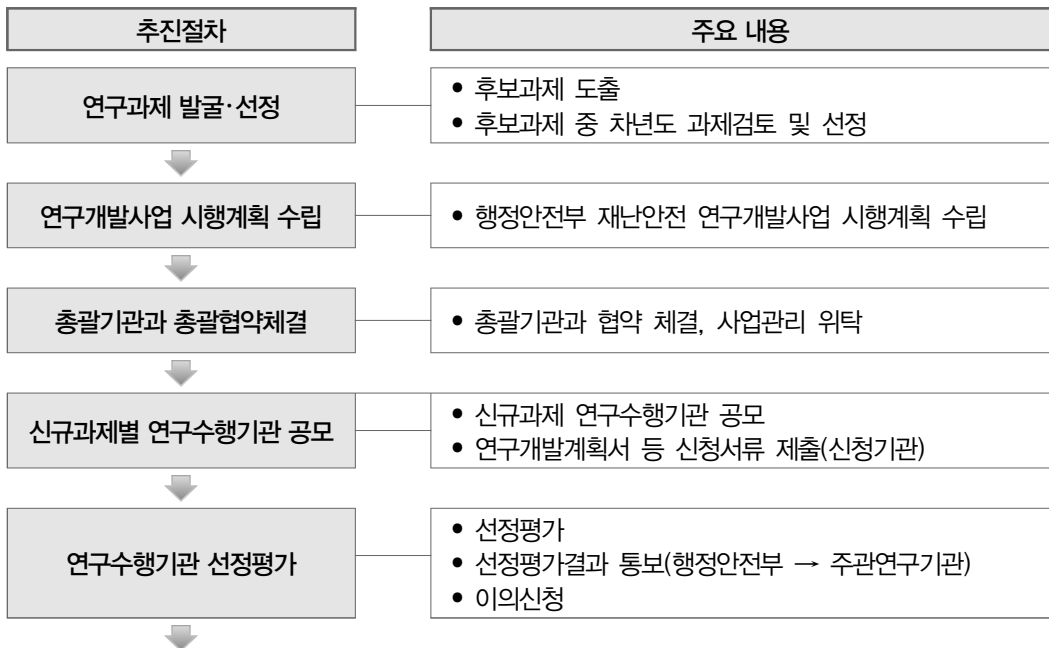 추진절차
주요 내용
연구과제 발굴·선정
• 후보과제 도출
• 후보과제 중 차년도 과제검토 및 선정
연구개발사업 시행계획 수립
• 행정안전부 재난안전 연구개발사업 시행계획 수립
총괄기관과 총괄협약체결
• 총괄기관과 협약 체결, 사업관리 위탁
신규과제별 연구수행기관 공모
• 신규과제 연구수행기관 공모
• 연구개발계획서 등 신청서류 제출(신청기관)
연구수행기관 선정평가
• 선정평가
• 선정평가결과 통보(행정안전부 → 주관연구기관)
• 이의신청